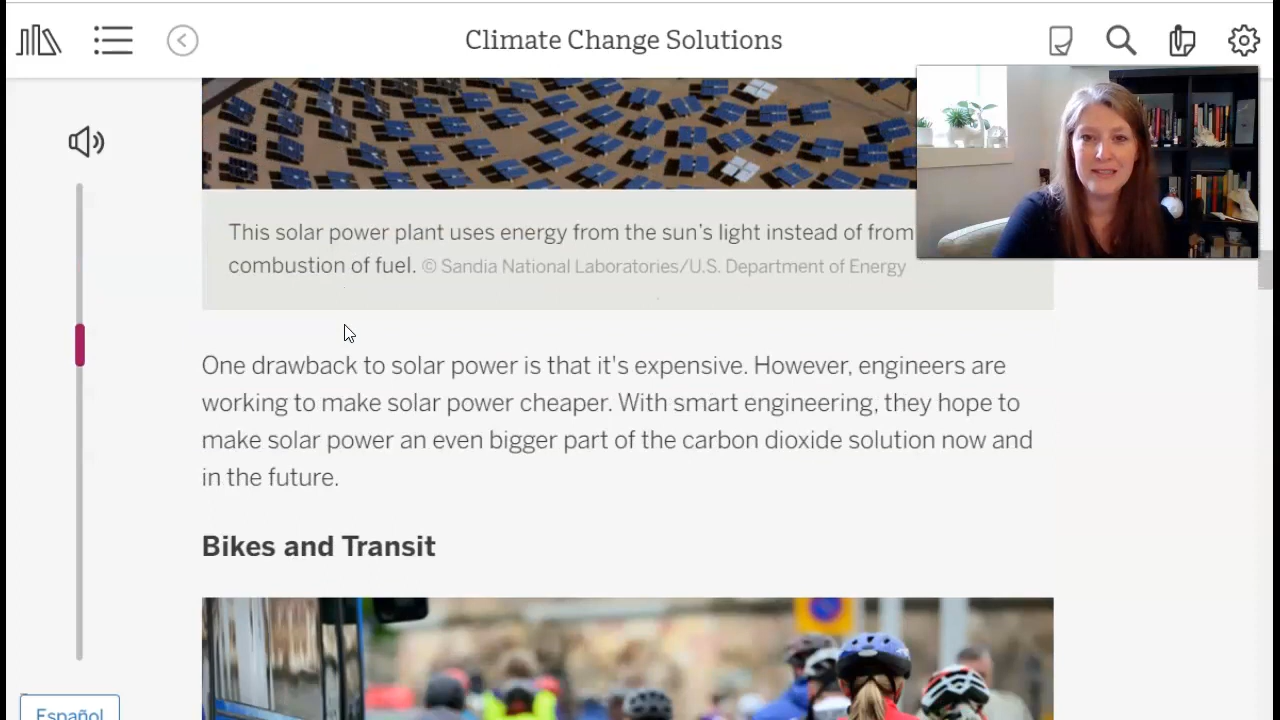 Climate Change Solutions
This solar power plant uses energy from the sun's light instead of from
combustion of fuel. © Sandia National Laboratories/U.S. Department of Energy
One drawback to solar power is that it's expensive. However, engineers are
working to make solar power cheaper. With smart engineering, they hope to
make solar power an even bigger part of the carbon dioxide solution now and
in the future.
Bikes and Transit
Español